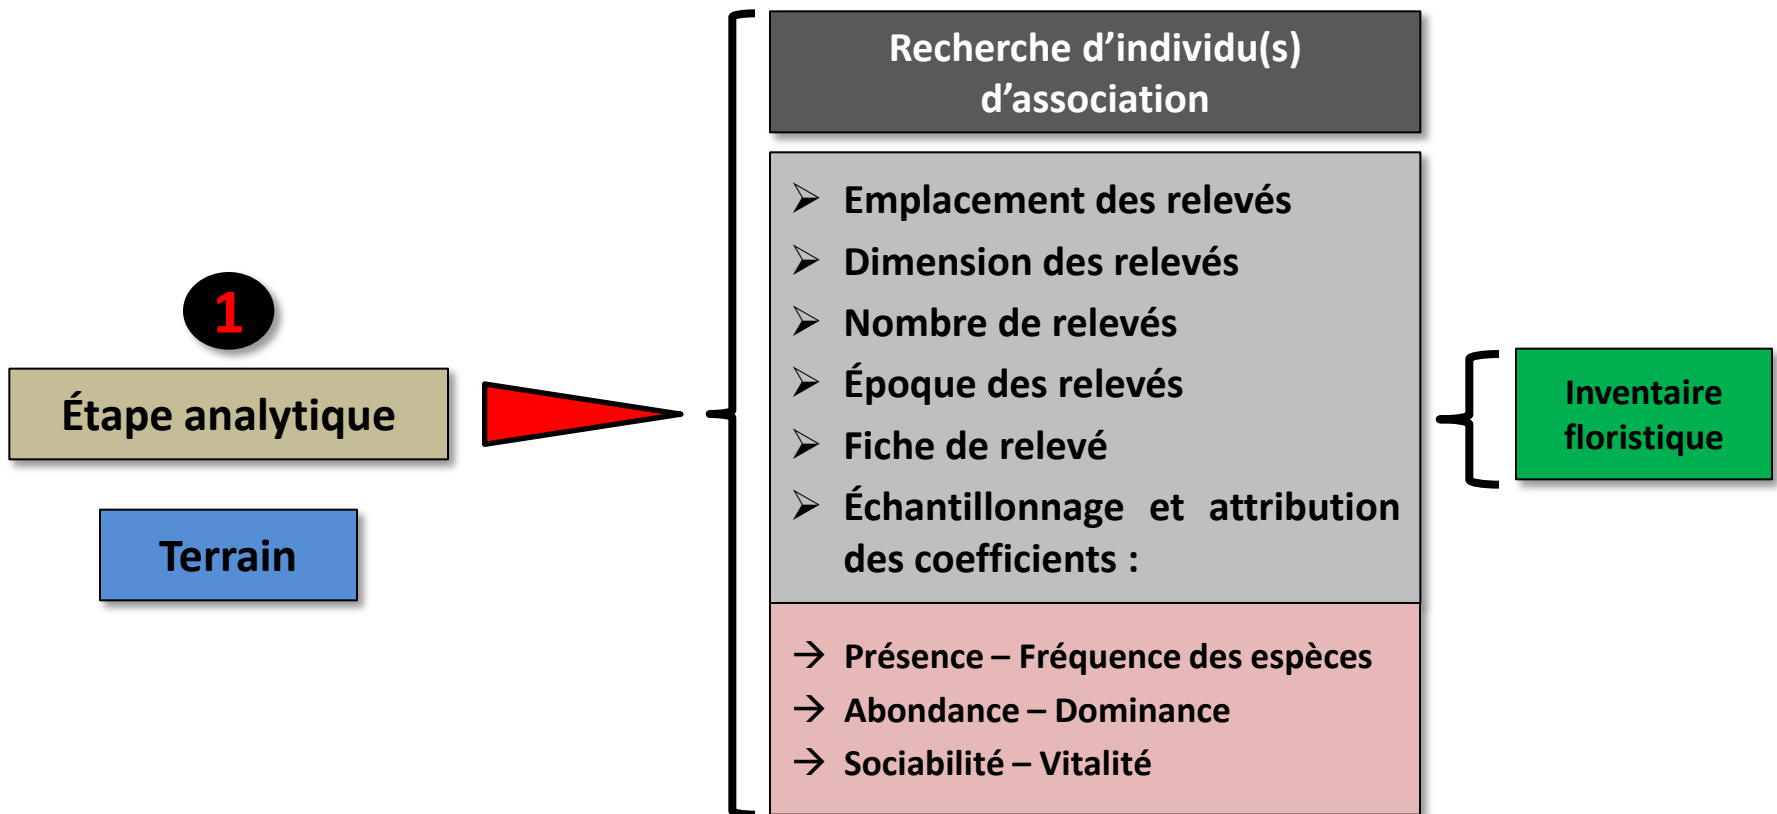 1
Étape analytique
Terrain
Recherche d’individu(s)
d’association
➢ Emplacement des relevés
➢ Dimension des relevés
➢ Nombre de relevés
➢ Époque des relevés
➢ Fiche de relevé
➢ Échantillonnage et attribution
des coefficients :
→ Présence – Fréquence des espèces
→ Abondance – Dominance
→ Sociabilité – Vitalité
Inventaire
floristique